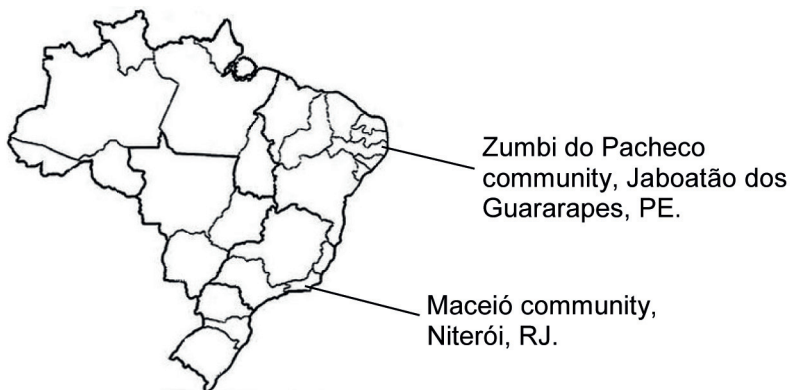 Zumbi do Pacheco
community, Jaboatão dos
Guararapes, PE.
Maceió community,
Niterói, RJ.